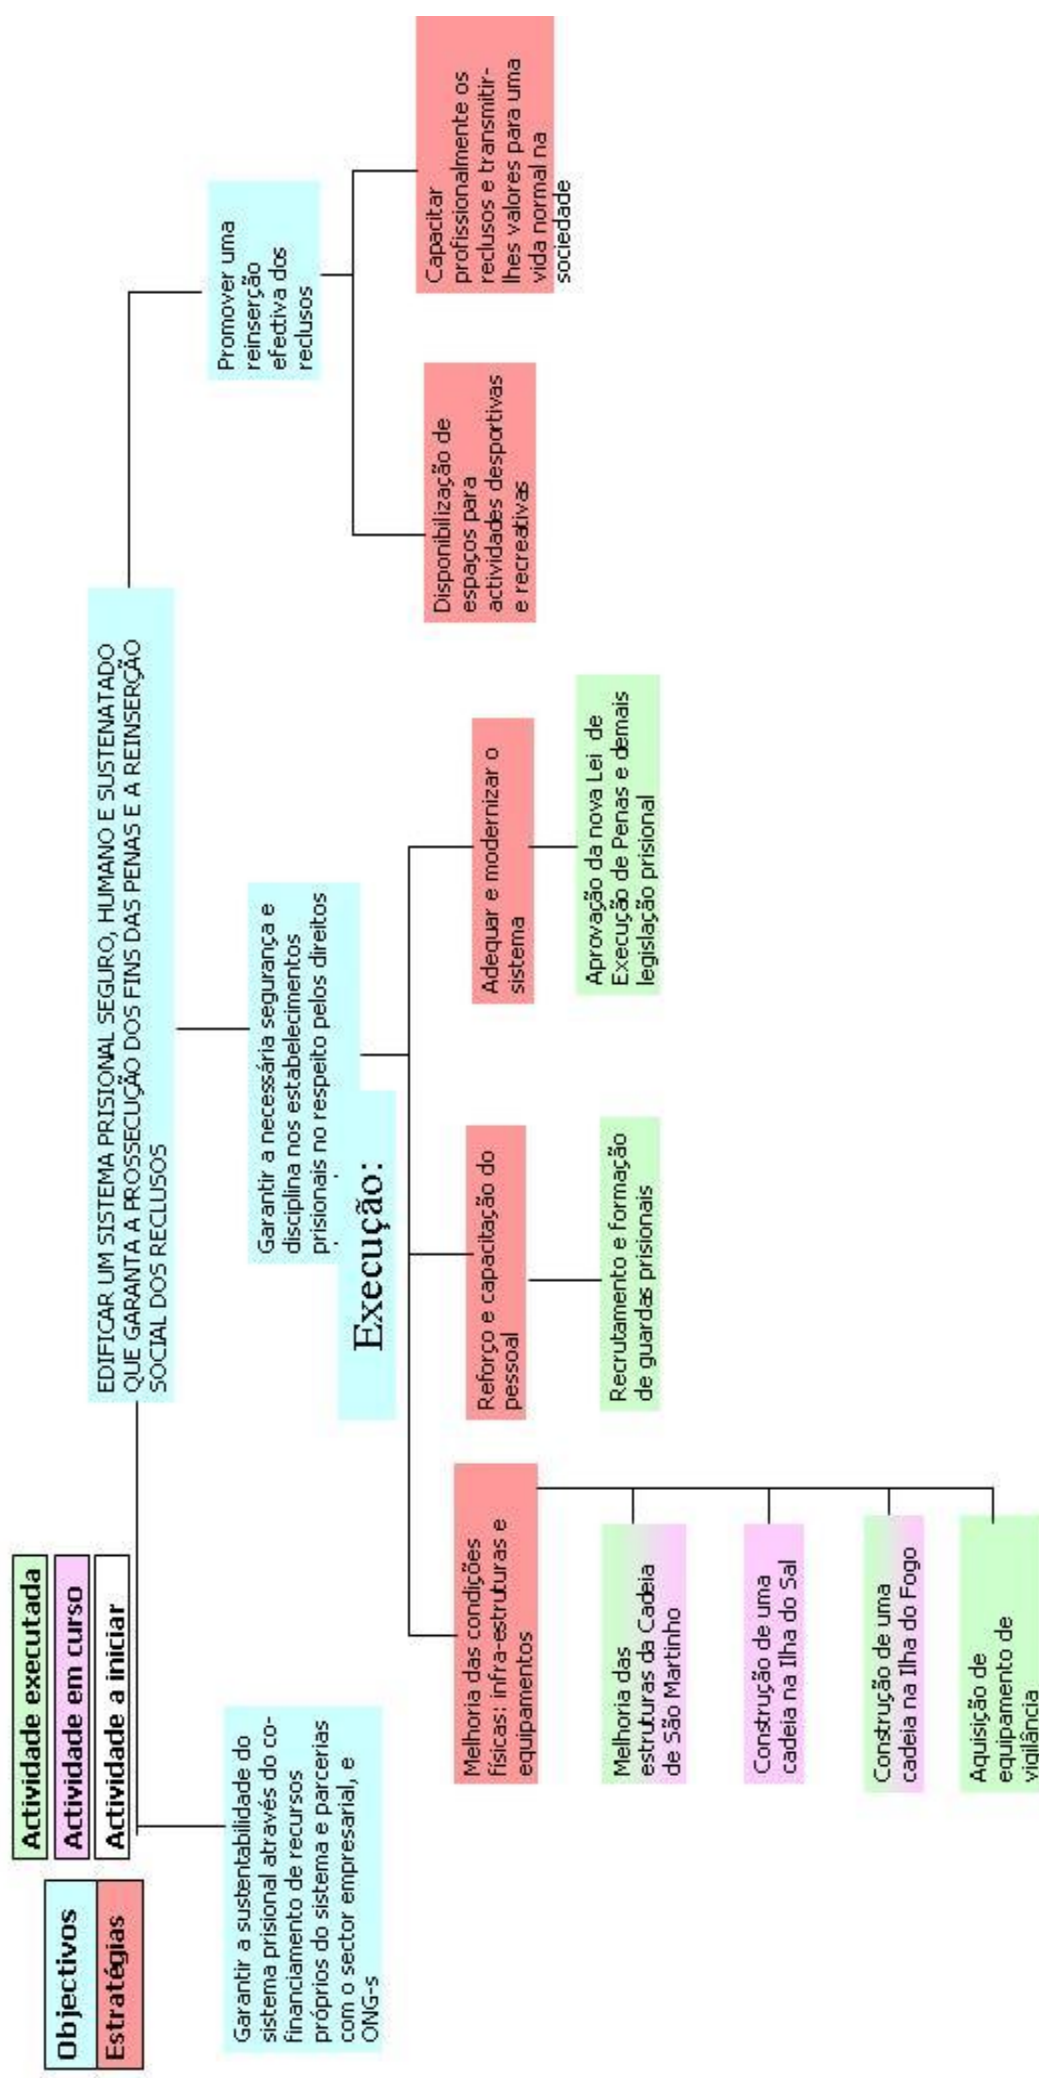 Objectivos
Estratégias
Actividade executada
Actividade em curso
Actividade a iniciar
EDIFICAR UM SISTEMA PRISIONAL SEGURO, HUMANO E SUSTENATADO
QUE GARANTA A PROSSECUÇÃO DOS FINS DAS PENAS E A REINSERÇÃO
SOCIAL DOS RECLUSOS
Garantir a sustentabilidade do
sistema prisional através do co-
financiamento de recursos
próprios do sistema e parcerias
com o sector empresarial, e
ONG-s
Garantir a necessária segurança e
disciplina nos estabelecimentos
prisionais no respeito pelos direitos
Execução:
Promover uma
reinserção
efectiva dos
reclusos
Melhoria das condições
físicas: infra-estruturas e
equipamentos
Reforço e capacitação do
pessoal
Adequar e modernizar o
sistema
Disponibilização de
espaços para
actividades desportivas
e recreativas
Capacitar
profissionalmente os
reclusos e transmitir-
lhes valores para uma
vida normal na
sociedade
Melhoria das
estruturas da Cadeia
de São Martinho
Construção de uma
cadeia na Ilha do Sal
Construção de uma
cadeia na Ilha do Fogo
Aquisição de
equipamento de
vigilância
Recrutamento e formação
de guardas prisionais
Aprovação da nova Lei de
Execução de Penas e demais
legislação prisional